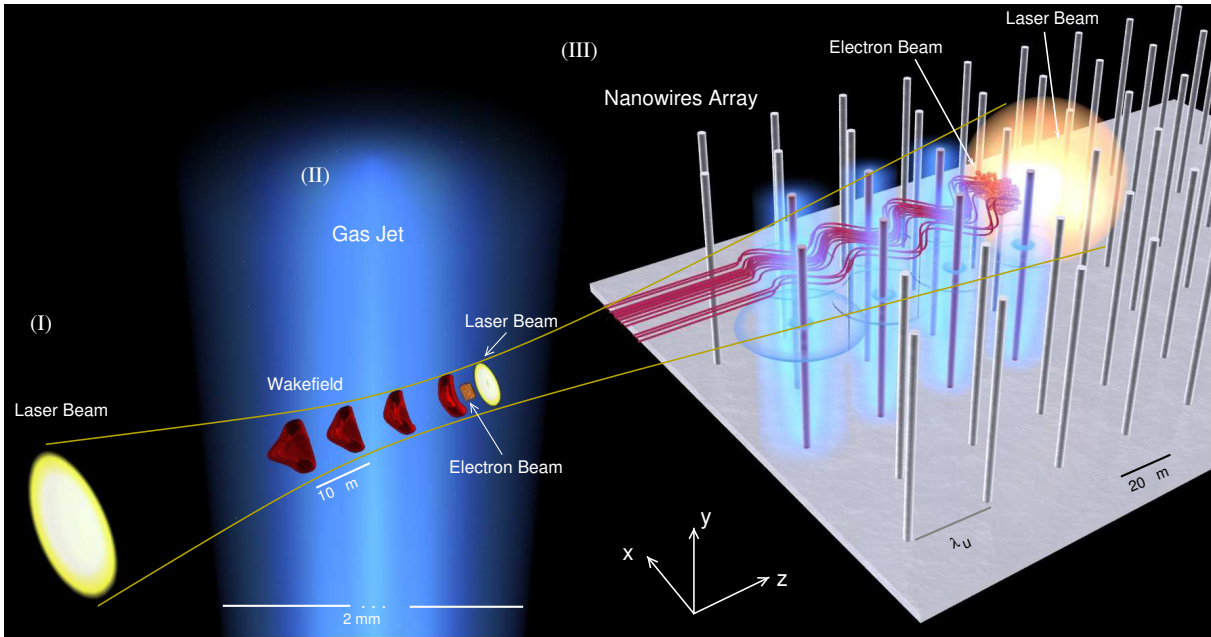 (I)
Laser Beam
(II)
Gas Jet
Wakefield
Laser Beam
Electron Beam
10 m
2 mm
(III)
Nanowires Array
Electron Beam
Laser Beam
20 m
λu
y
x
z